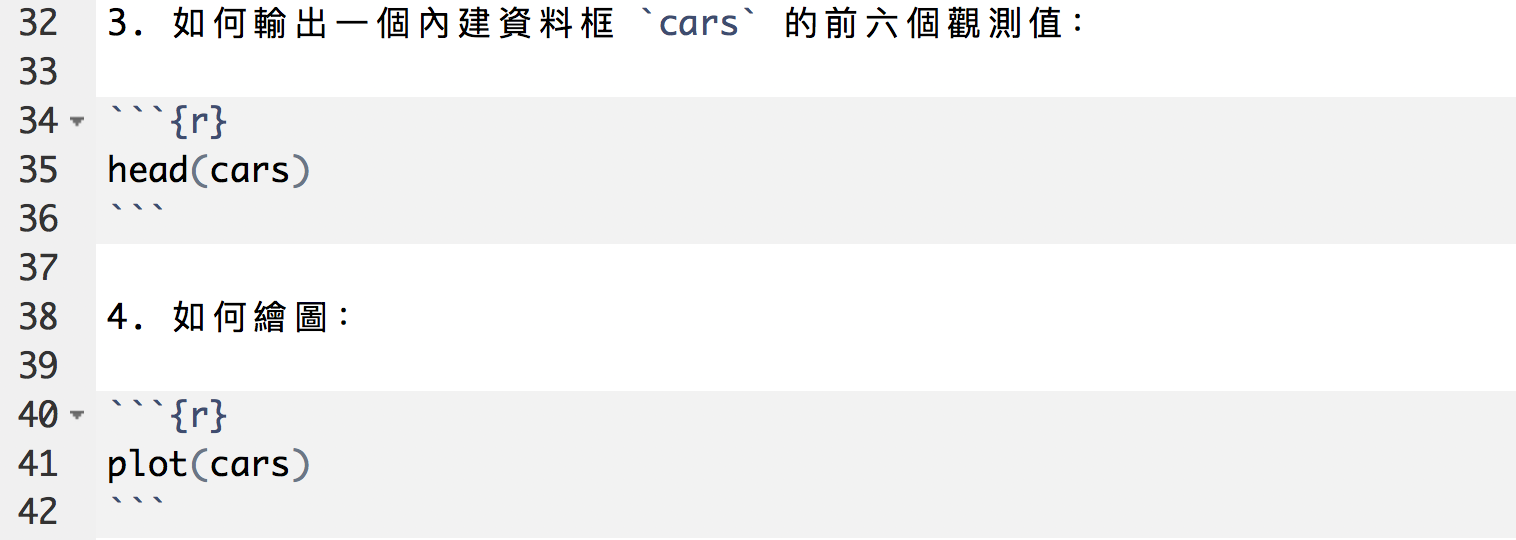 32 3. 如何輸出一個內建資料框 `cars` 的前六個觀測值：
33
34 ```{r}
35 head(cars)
36 ```
37
38 4. 如何繪圖：
39
40 ```{r}
41 plot(cars)
42 ```